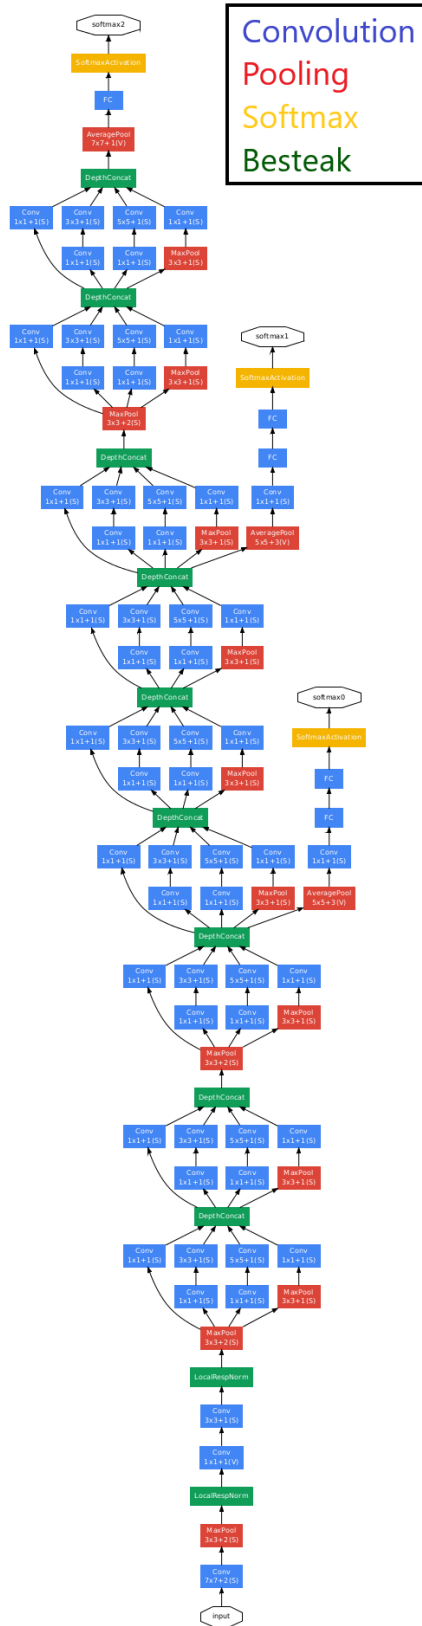 Convolution
Pooling
Softmax
Besteak
softmax2
SoftmaxActivation
FC
AveragePool
7x7+1(V)
DepthConcat
Conv Conv Conv Conv
1x1+1(S) 3x3+1(S) 5x5+1(S) 1x1+1(S)
Conv Conv MaxPool
1x1+1(S) 1x1+1(S) 3x3+1(S)
DepthConcat
Conv Conv Conv Conv
1x1+1(S) 3x3+1(S) 5x5+1(S) 1x1+1(S)
softmax1
Conv Conv MaxPool SoftmaxActivation
1x1+1(S) 1x1+1(S) 3x3+1(S)
MaxPool FC
3x3+2(S)
DepthConcat FC
Conv Conv Conv Conv Conv
1x1+1(S) 3x3+1(S) 5x5+1(S) 1x1+1(S) 1x1+1(S)
Conv Conv MaxPool AveragePool
1x1+1(S) 1x1+1(S) 3x3+1(S) 5x5+3(V)
DepthConcat
Conv Conv Conv Conv
1x1+1(S) 3x3+1(S) 5x5+1(S) 1x1+1(S)
Conv Conv MaxPool
1x1+1(S) 1x1+1(S) 3x3+1(S)
DepthConcat softmax0
Conv Conv Conv Conv SoftmaxActivation
1x1+1(S) 3x3+1(S) 5x5+1(S) 1x1+1(S)
Conv Conv MaxPool FC
1x1+1(S) 1x1+1(S) 3x3+1(S)
DepthConcat FC
Conv Conv Conv Conv Conv
1x1+1(S) 3x3+1(S) 5x5+1(S) 1x1+1(S) 1x1+1(S)
Conv Conv MaxPool AveragePool
1x1+1(S) 1x1+1(S) 3x3+1(S) 5x5+3(V)
DepthConcat
Conv Conv Conv Conv
1x1+1(S) 3x3+1(S) 5x5+1(S) 1x1+1(S)
Conv Conv MaxPool
1x1+1(S) 1x1+1(S) 3x3+1(S)
MaxPool
3x3+2(S)
DepthConcat
Conv Conv Conv Conv
1x1+1(S) 3x3+1(S) 5x5+1(S) 1x1+1(S)
Conv Conv MaxPool
1x1+1(S) 1x1+1(S) 3x3+1(S)
DepthConcat
Conv Conv Conv Conv
1x1+1(S) 3x3+1(S) 5x5+1(S) 1x1+1(S)
Conv Conv MaxPool
1x1+1(S) 1x1+1(S) 3x3+1(S)
MaxPool
3x3+2(S)
LocalRespNorm
Conv
3x3+1(S)
Conv
1x1+1(V)
LocalRespNorm
MaxPool
3x3+2(S)
Conv
7x7+2(S)
input